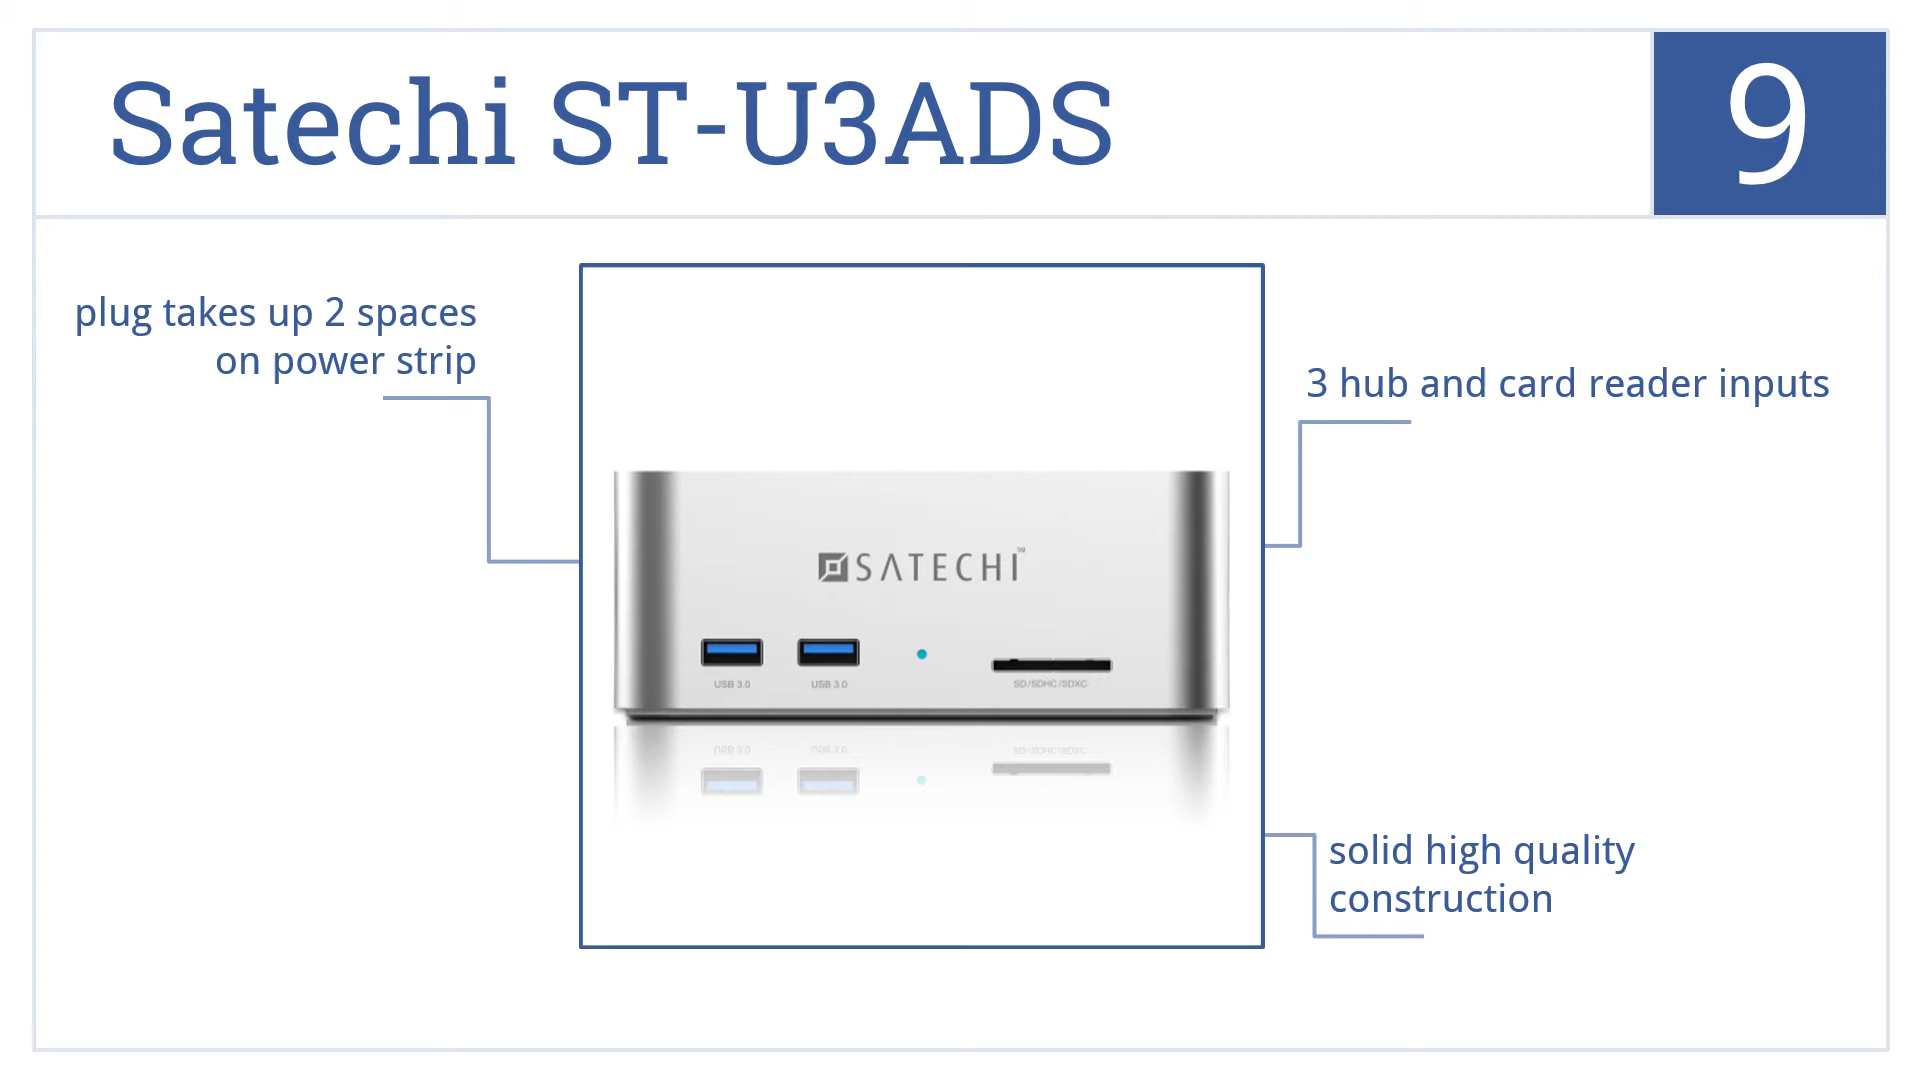 Satechi ST-U3ADS
9
plug takes up 2 spaces
on power strip
3 hub and card reader inputs
SATECHI™
USB 3.0
USB 3.0
SD/SDHC/SDXC
solid high quality
construction